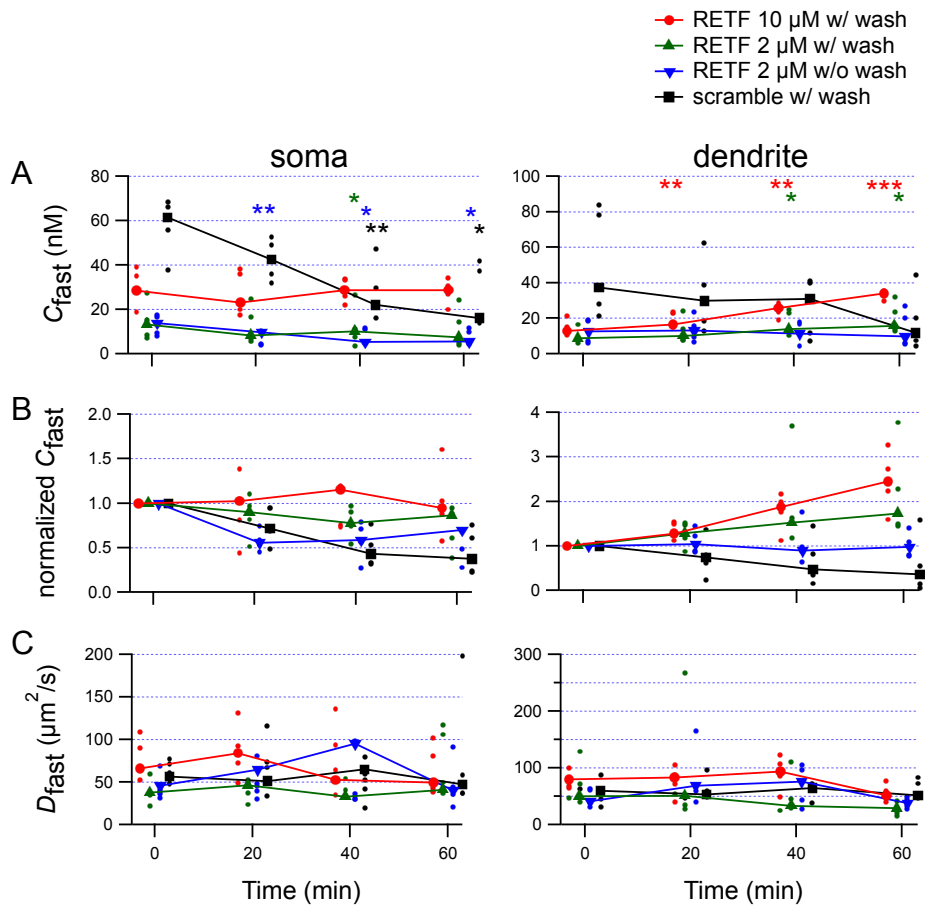 RETF 10 µM w/ wash
RETF 2 µM w/ wash
RETF 2 µM w/o wash
scramble w/ wash
soma
dendrite
A
C fast (nM)
80
60
40
20
0
** * * ** * *
100
80
60
40
20
0
** ** * *** *
B
normalized C fast
2.0
1.5
1.0
0.5
0.0
4
3
2
1
0
C
D fast (µm²/s)
200
150
100
50
0
300
200
100
0
0 20 40 60
Time (min)
0 20 40 60
Time (min)